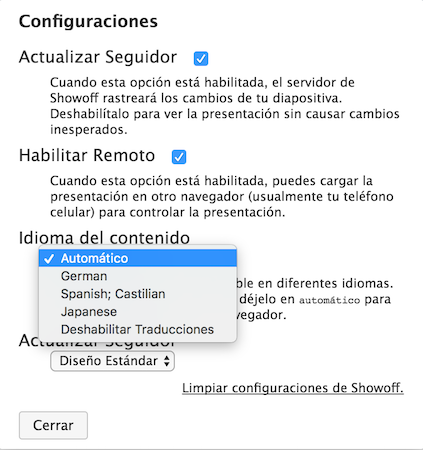 Configuraciones
Actualizar Seguidor
Cuando esta opción está habilitada, el servidor de
Showoff rastreará los cambios de tu diapositiva.
Deshabilítalo para ver la presentación sin causar cambios
inesperados.
Habilitar Remoto
Cuando esta opción está habilitada, puedes cargar la
presentación en otro navegador (usualmente tu teléfono
celular) para controlar la presentación.
Idioma del contenido
Automático
German
ble en diferentes idiomas.
Spanish; Castilian
déjelo en automático para
Japanese
vegador.
Deshabilitar Traducciones
Actualizar Seguidor
Diseño Estándar
Limpiar configuraciones de Showoff.
Cerrar